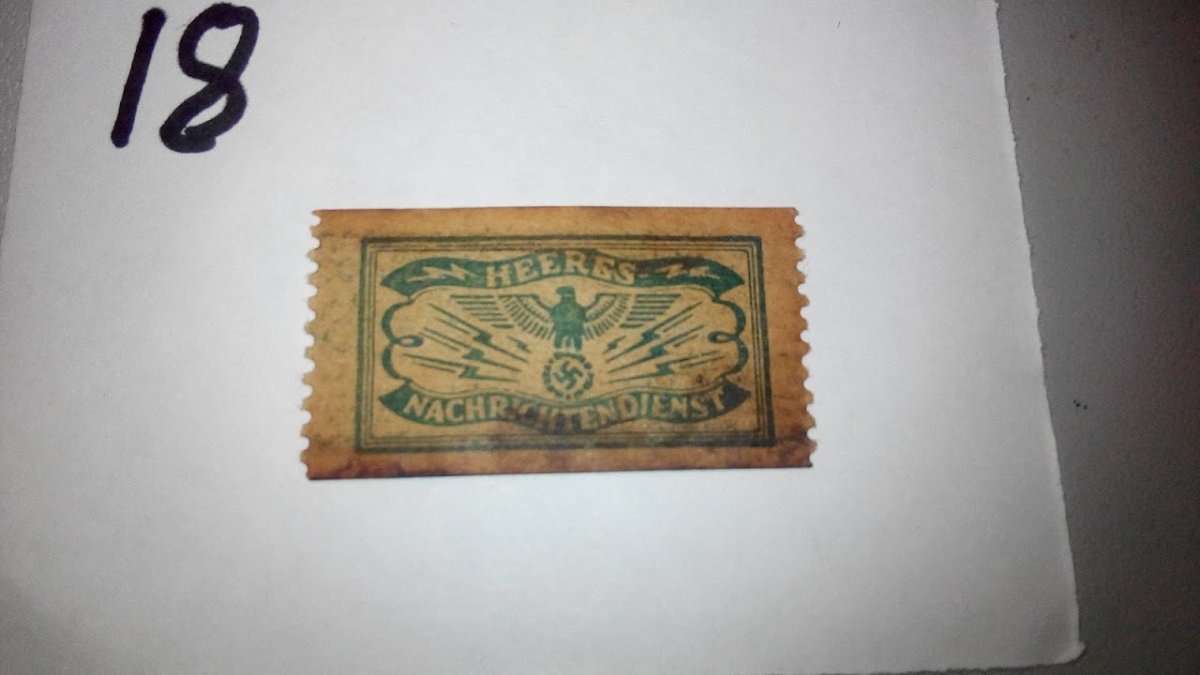 18
HEERES-
NACHRICHTENDIENST